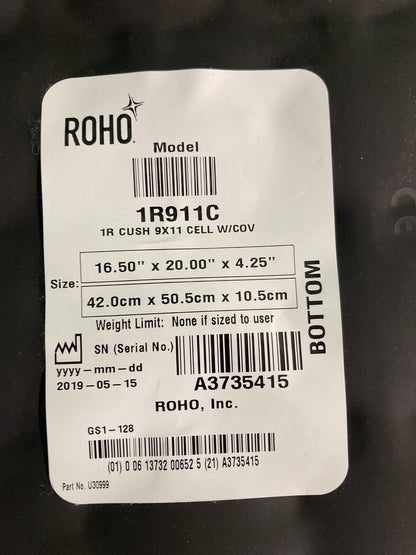 ROHO
Model
1R911C
1R CUSH 9X11 CELL W/COV
Size:
16.50" x 20.00" x 4.25"
42.0cm x 50.5cm x 10.5cm
Weight Limit: None if sized to user
BOTTOM
SN (Serial No.)
yyyy-mm-dd
2019-05-15
A3735415
ROHO, Inc.
GS1-128
(01) 0 06 13732 00652 5 (21) A3735415
Part No. U30999